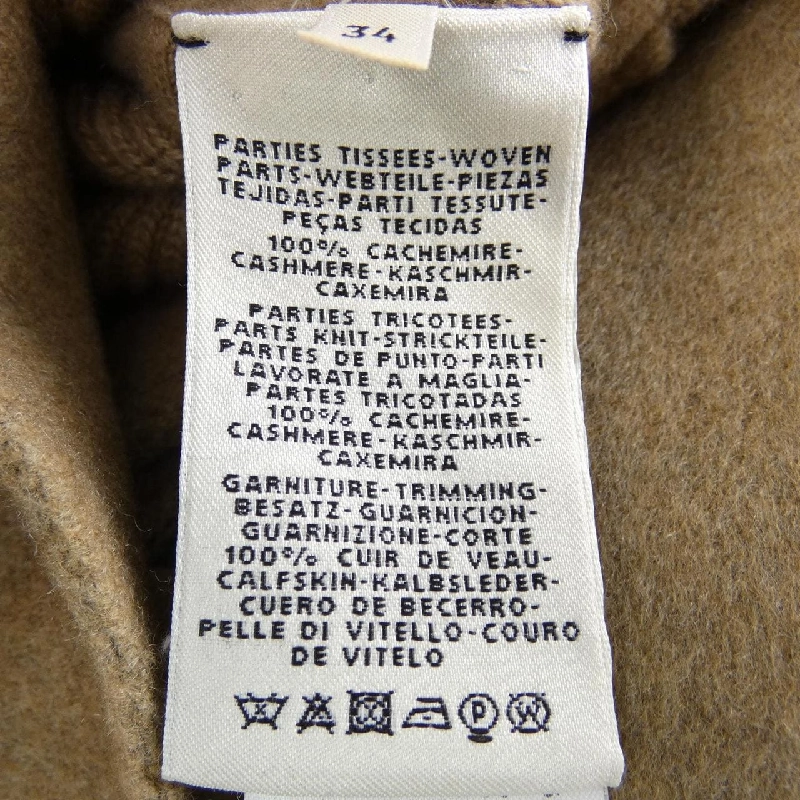 34
PARTIES TISSEES-WOVEN
PARTS-WEBTEILE-PIEZAS
TEJIDAS-PARTI TESSUTE-
PEÇAS TECIDAS
100% CACHEMIRE-
CASHMERE-KASCHMIR-
CAXEMIRA
PARTIES TRICOTEES-
PARTS KNIT-STRICKTEILE-
PARTES DE PUNTO-PARTI
LAVORATE A MAGLIA-
PARTES TRICOTADAS
100% CACHEMIRE-
CASHMERE-KASCHMIR-
CAXEMIRA
GARNITURE-TRIMMING-
BESATZ-GUARNICION-
GUARNIZIONE-CORTE
100% CUIR DE VEAU-
CALFSKIN-KALBSLEDER-
CUERO DE BECERRO-
PELLE DI VITELLO-COURO
DE VITELO
P W